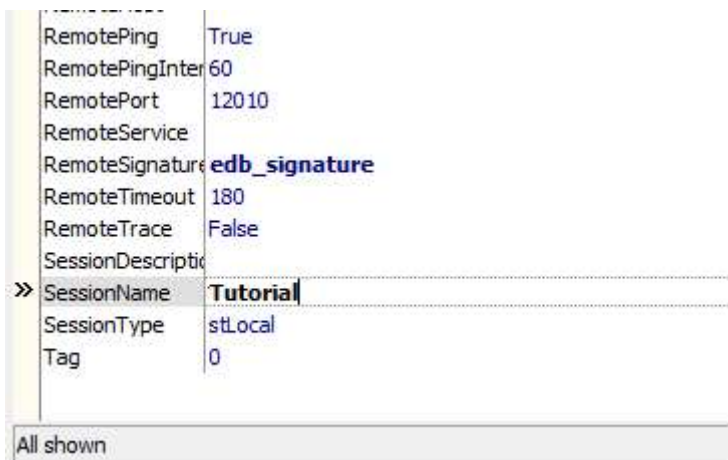 RemotePing True
RemotePingInter 60
RemotePort 12010
RemoteService
RemoteSignature edb_signature
RemoteTimeout 180
RemoteTrace False
SessionDescriptic
» SessionName Tutorial
SessionType stLocal
Tag 0
All shown